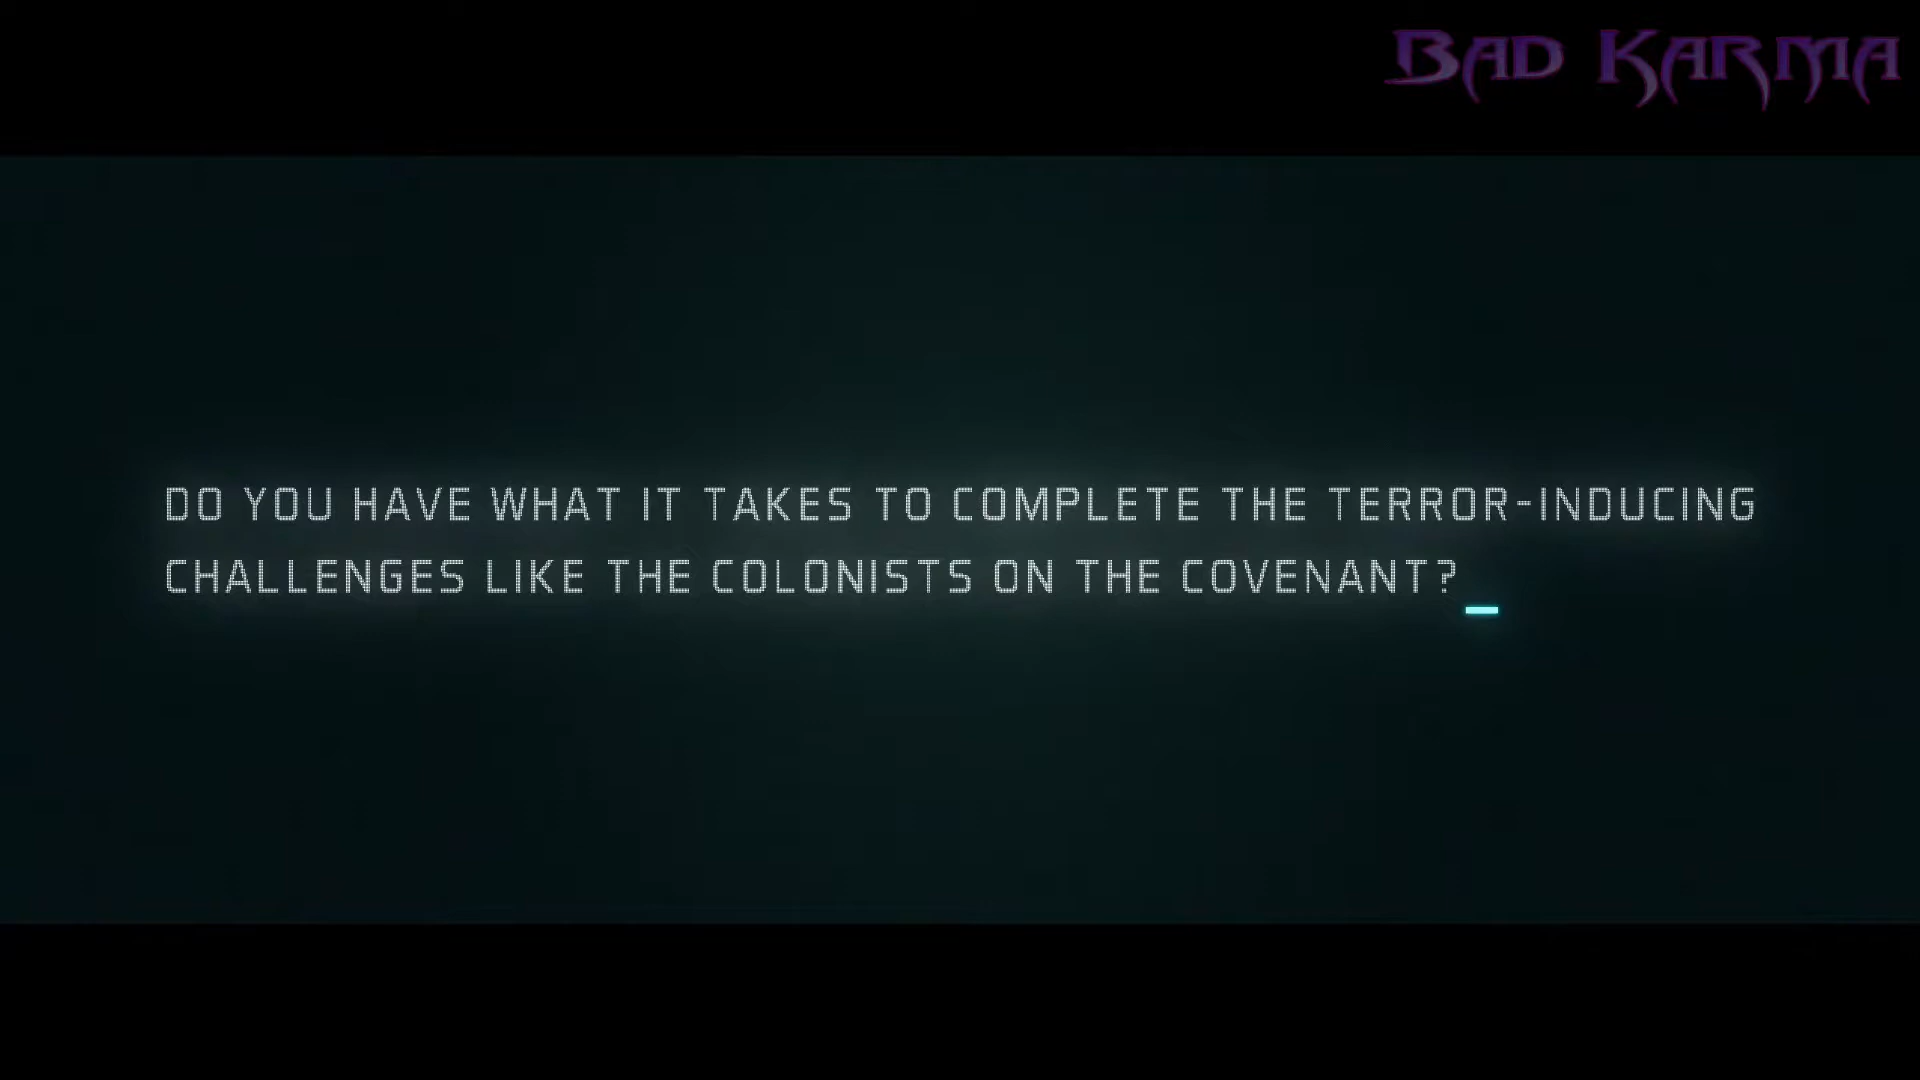 BAD KARMA
DO YOU HAVE WHAT IT TAKES TO COMPLETE THE TERROR-INDUCING
CHALLENGES LIKE THE COLONISTS ON THE COVENANT?_